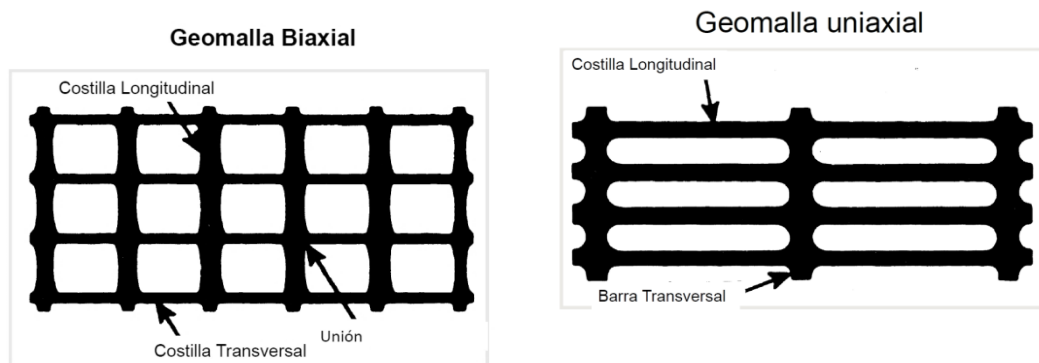 Geomalla Biaxial
Costilla Longitudinal
Unión
Costilla Transversal
Geomalla uniaxial
Costilla Longitudinal
Barra Transversal